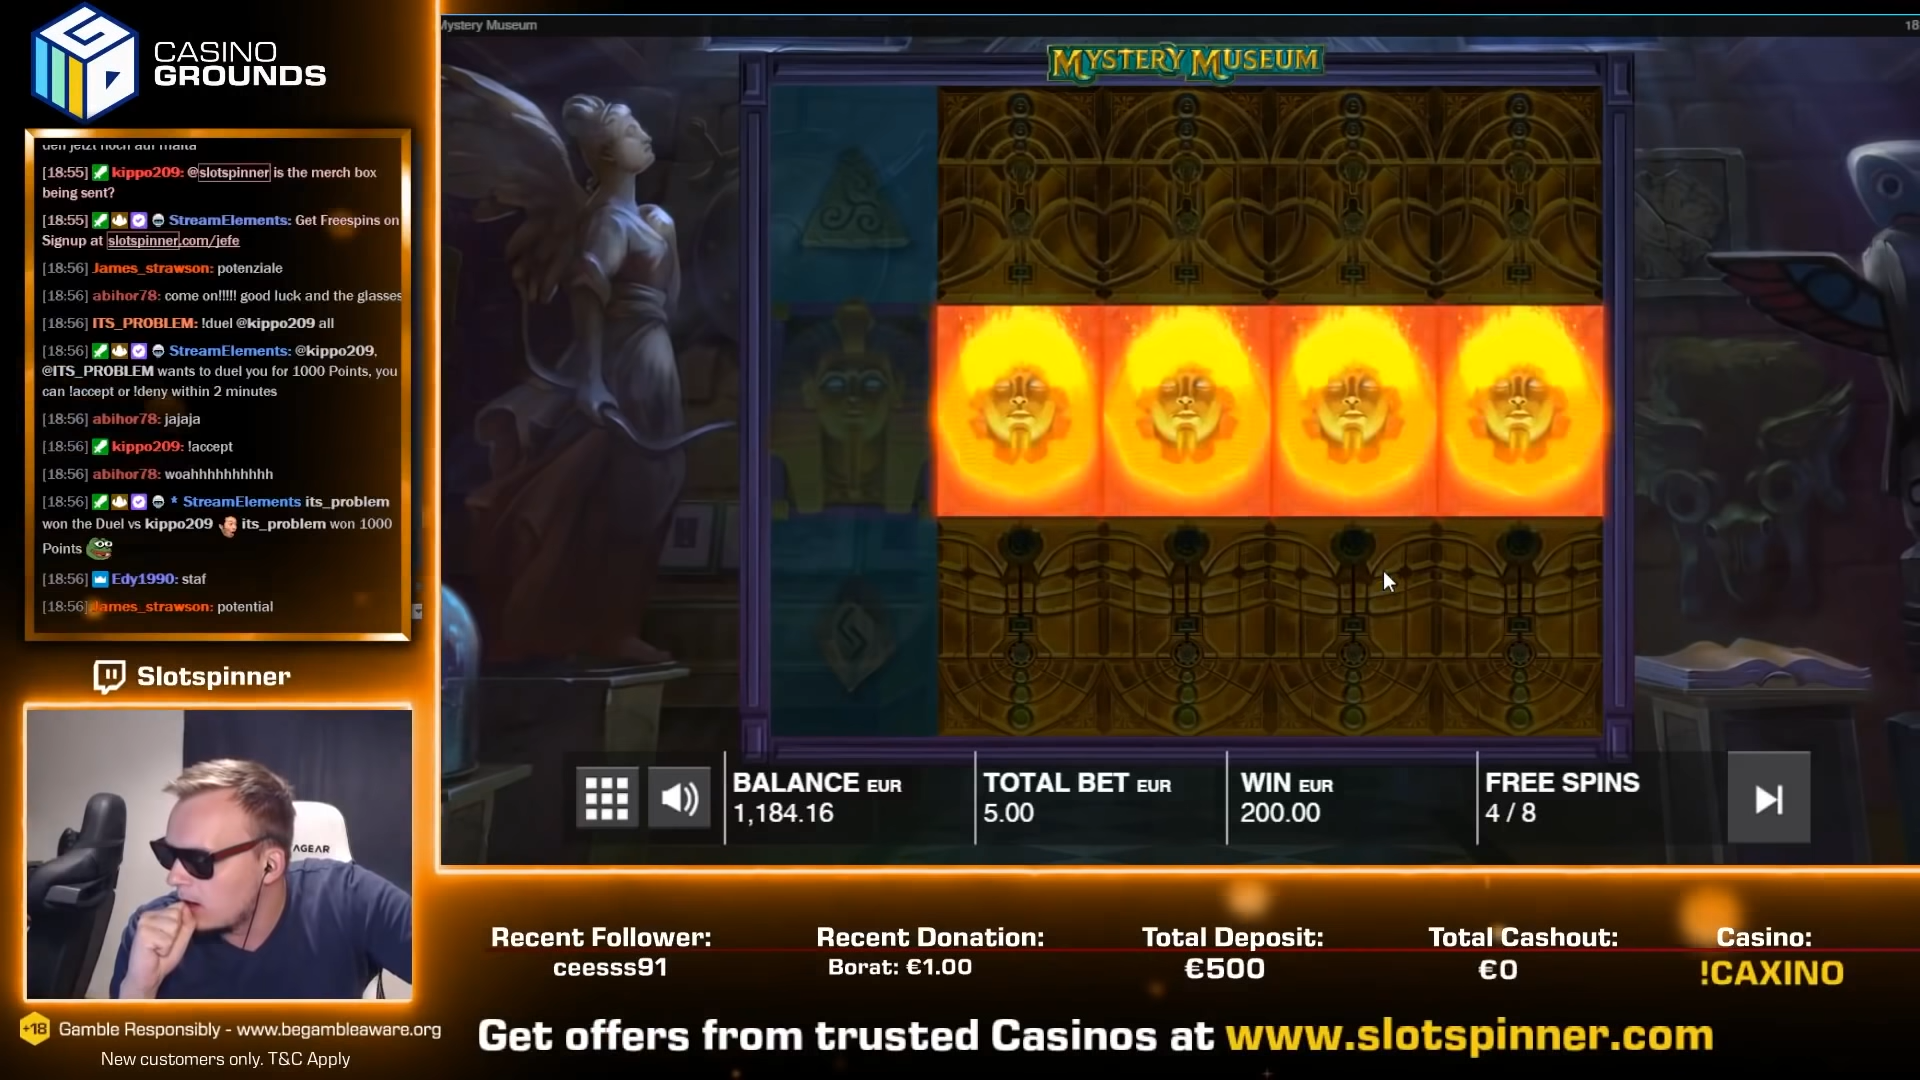 CASINO
GROUNDS
den jetzt noch auf malta
[18:55] kippo209: @slotspinner is the merch box
being sent?
[18:55] StreamElements: Get Freespins on
Signup at slotspinner.com/jefe
[18:56] James_strawson: potenziale
[18:56] abihor78: come on!!!!! good luck and the glasses
[18:56] ITS_PROBLEM: !duel @kippo209 all
[18:56] StreamElements: @kippo209,
@ITS_PROBLEM wants to duel you for 1000 Points, you
can !accept or !deny within 2 minutes
[18:56] abihor78: jajaja
[18:56] kippo209: !accept
[18:56] abihor78: woahhhhhhhhhh
[18:56] * StreamElements its_problem
won the Duel vs kippo209 its_problem won 1000
Points
[18:56] Edy1990: staf
[18:56] James_strawson: potential
Slotspinner
AGEAR
+18 Gamble Responsibly - www.begambleaware.org
New customers only. T&C Apply
Mystery Museum
18
MYSTERY MUSEUM
BALANCE EUR
1,184.16
TOTAL BET EUR
5.00
WIN EUR
200.00
FREE SPINS
4 / 8
Recent Follower:
ceesss91
Recent Donation:
Borat: €1.00
Total Deposit:
€500
Total Cashout:
€0
Casino:
!CAXINO
Get offers from trusted Casinos at www.slotspinner.com